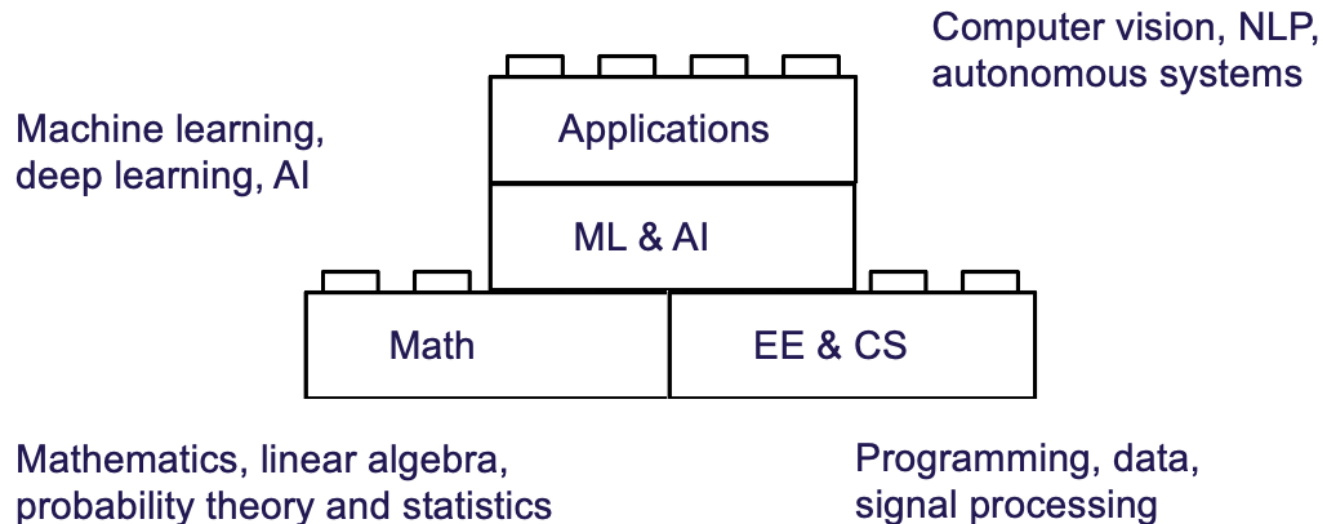 Computer vision, NLP,
autonomous systems
Machine learning,
deep learning, AI
Applications
ML & AI
Math
EE & CS
Mathematics, linear algebra,
probability theory and statistics
Programming, data,
signal processing